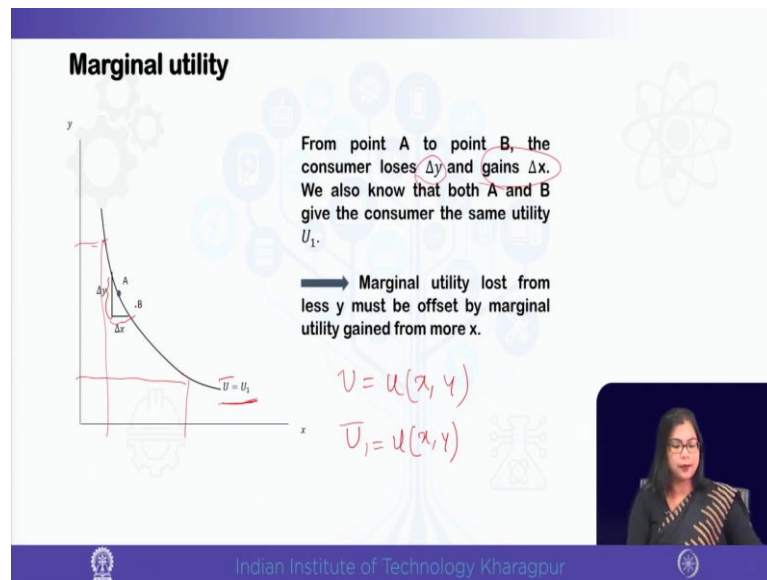 Marginal utility
y
A
Δy
.B
Δx
U = U₁
x
From point A to point B, the
consumer loses Δy and gains Δx.
We also know that both A and B
give the consumer the same utility
U₁.
Marginal utility lost from
less y must be offset by marginal
utility gained from more x.
U = u(x, y)
U̅₁ = u(x, y)
Indian Institute of Technology Kharagpur